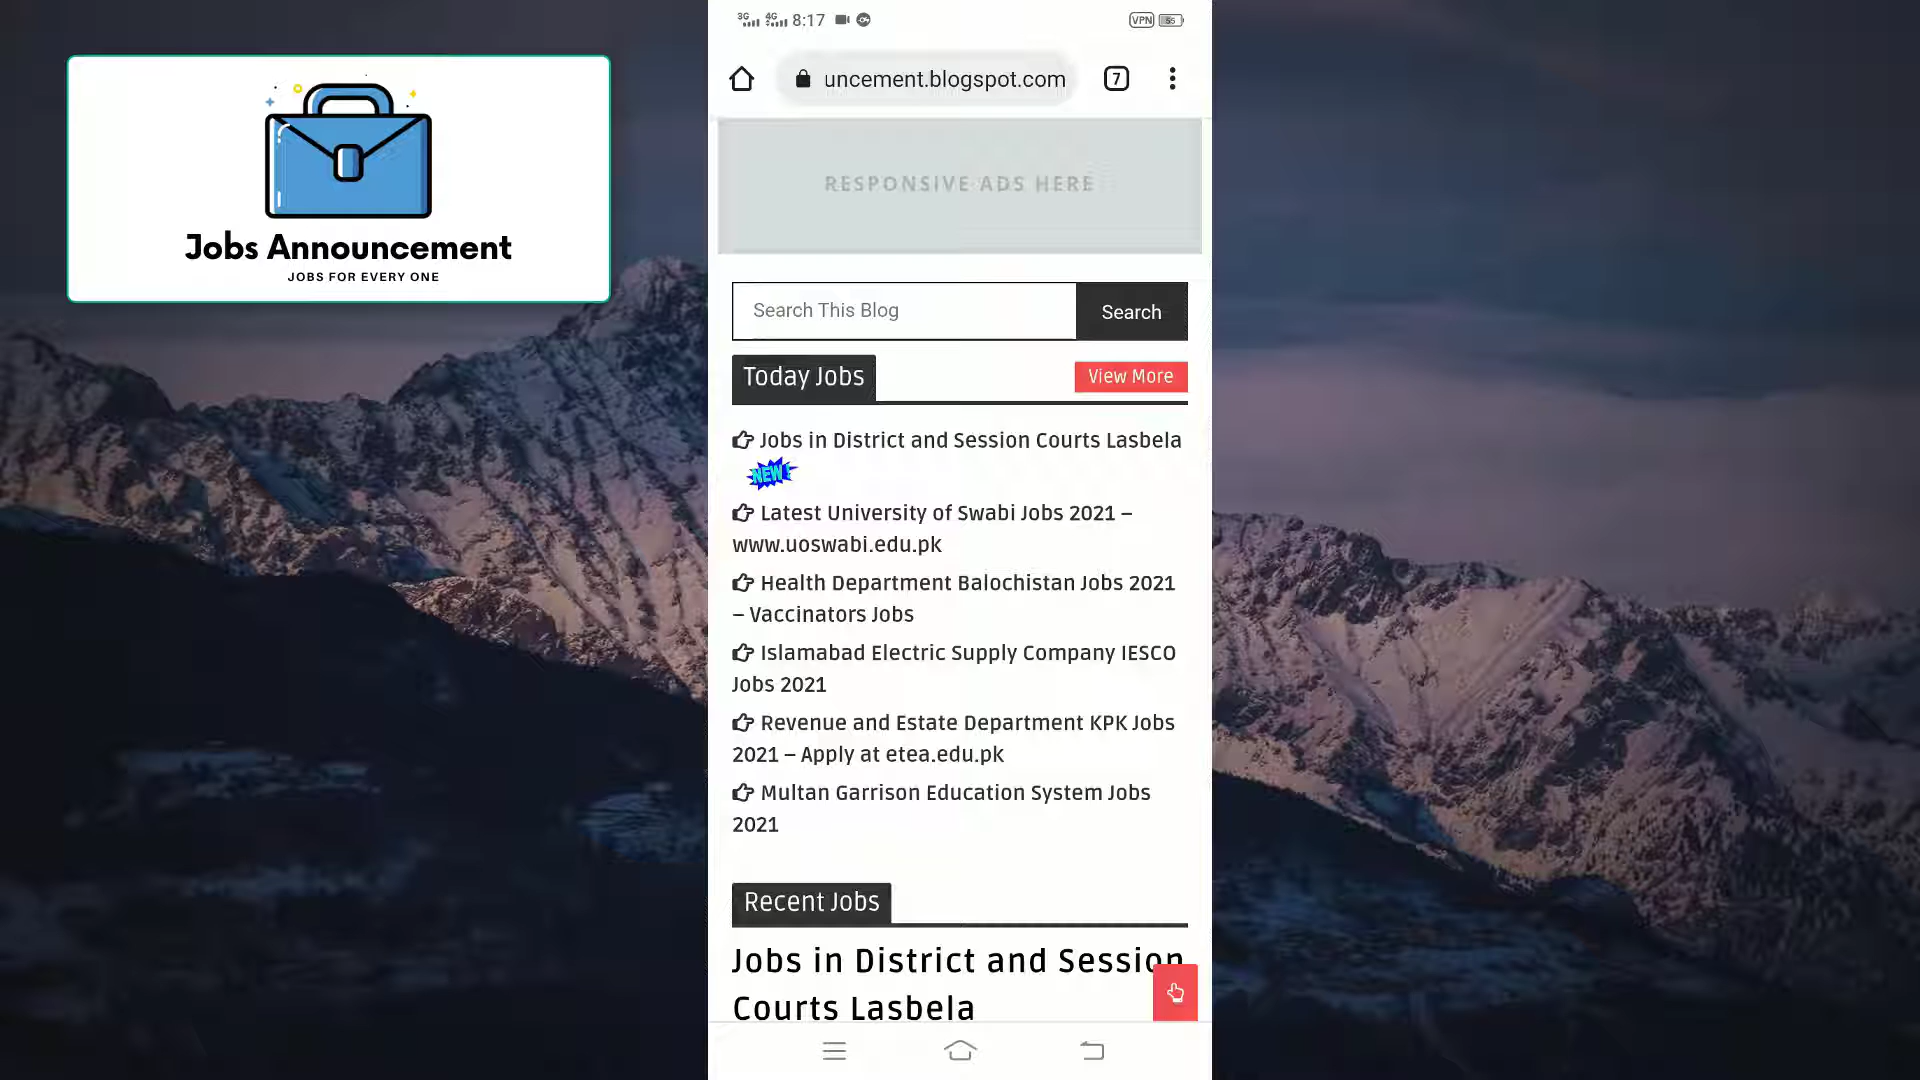 Jobs Announcement
JOBS FOR EVERY ONE
3G 4G 8:17 VPN 55
uncement.blogspot.com 7
RESPONSIVE ADS HERE
Search This Blog Search
Today Jobs View More
Jobs in District and Session Courts Lasbela
NEW!
Latest University of Swabi Jobs 2021 –
www.uoswabi.edu.pk
Health Department Balochistan Jobs 2021
– Vaccinators Jobs
Islamabad Electric Supply Company IESCO
Jobs 2021
Revenue and Estate Department KPK Jobs
2021 – Apply at etea.edu.pk
Multan Garrison Education System Jobs
2021
Recent Jobs
Jobs in District and Session
Courts Lasbela